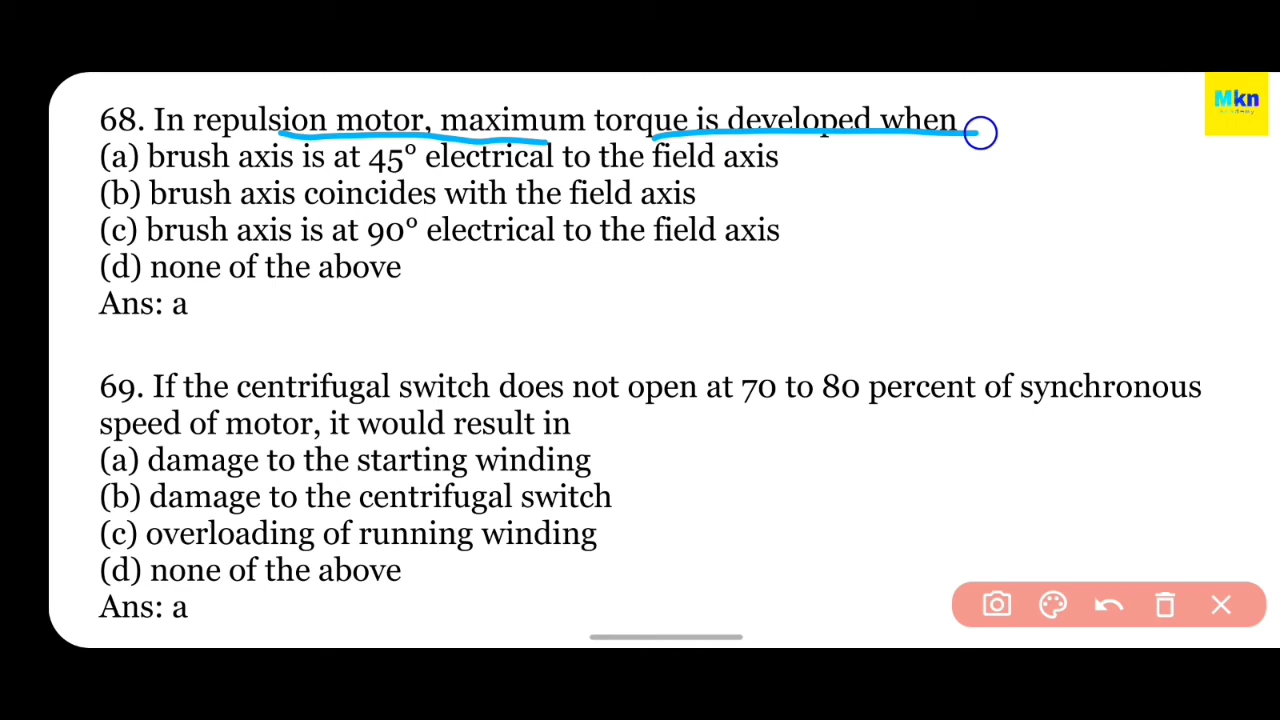 Mkn
68. In repulsion motor, maximum torque is developed when
(a) brush axis is at 45° electrical to the field axis
(b) brush axis coincides with the field axis
(c) brush axis is at 90° electrical to the field axis
(d) none of the above
Ans: a
69. If the centrifugal switch does not open at 70 to 80 percent of synchronous
speed of motor, it would result in
(a) damage to the starting winding
(b) damage to the centrifugal switch
(c) overloading of running winding
(d) none of the above
Ans: a